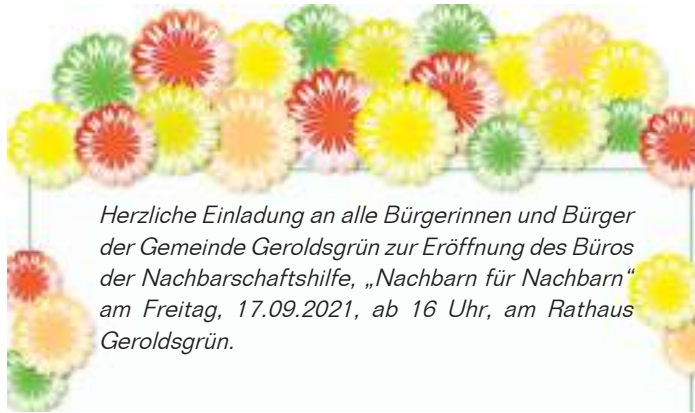 Herzliche Einladung an alle Bürgerinnen und Bürger
der Gemeinde Geroldsgrün zur Eröffnung des Büros
der Nachbarschaftshilfe, „Nachbarn für Nachbarn“
am Freitag, 17.09.2021, ab 16 Uhr, am Rathaus
Geroldsgrün.